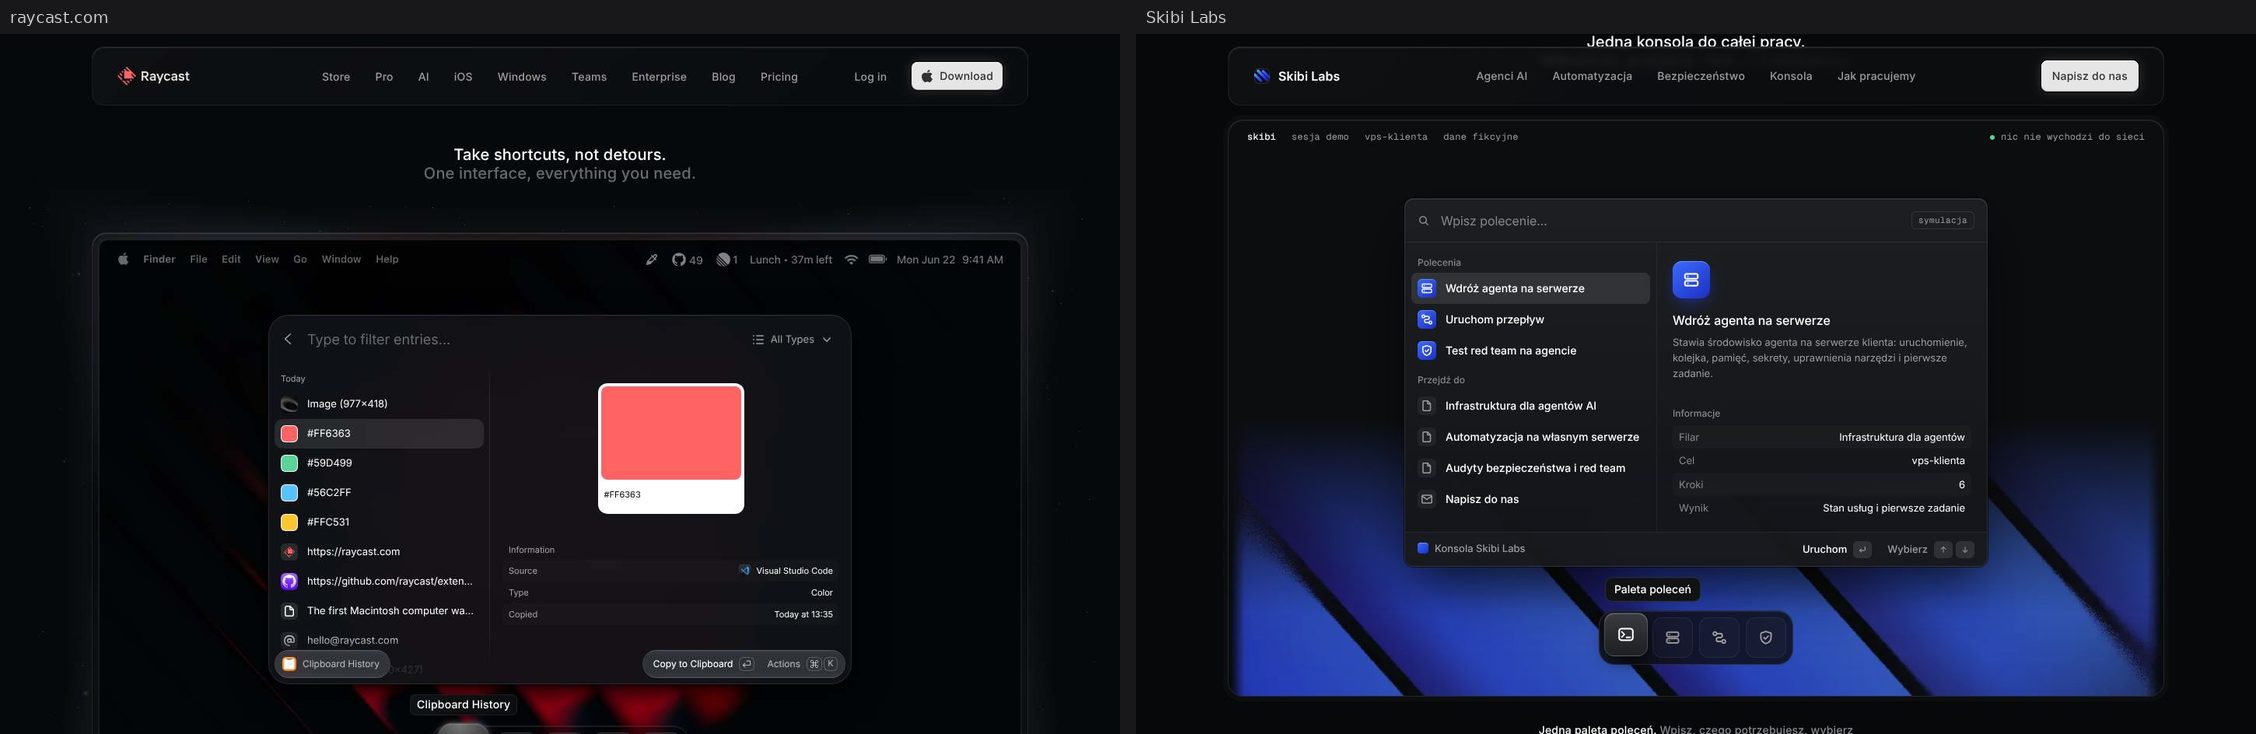 raycast.com
Raycast
Store Pro AI iOS Windows Teams Enterprise Blog Pricing
Log in
Download
Take shortcuts, not detours.
One interface, everything you need.
Finder File Edit View Go Window Help
49 1 Lunch • 37m left Mon Jun 22 9:41 AM
Type to filter entries...
All Types
Today
Image (977×418)
#FF6363
#59D499
#56C2FF
#FFC531
https://raycast.com
https://github.com/raycast/exten...
The first Macintosh computer wa...
hello@raycast.com
#FF6363
Information
Source Visual Studio Code
Type Color
Copied Today at 13:35
Clipboard History
Copy to Clipboard Actions ⌘ K
Clipboard History
Skibi Labs
Jedna konsola do całej pracy.
Skibi Labs
Agenci AI Automatyzacja Bezpieczeństwo Konsola Jak pracujemy
Napisz do nas
skibi sesja demo vps-klienta dane fikcyjne
nic nie wychodzi do sieci
Wpisz polecenie...
symulacja
Polecenia
Wdróż agenta na serwerze
Uruchom przepływ
Test red team na agencie
Przejdź do
Infrastruktura dla agentów AI
Automatyzacja na własnym serwerze
Audyty bezpieczeństwa i red team
Napisz do nas
Wdróż agenta na serwerze
Stawia środowisko agenta na serwerze klienta: uruchomienie,
kolejka, pamięć, sekrety, uprawnienia narzędzi i pierwsze
zadanie.
Informacje
Filar Infrastruktura dla agentów
Cel vps-klienta
Kroki 6
Wynik Stan usług i pierwsze zadanie
Konsola Skibi Labs
Uruchom ↵ Wybierz ↑ ↓
Paleta poleceń
Jedna paleta poleceń. Wpisz, czego potrzebujesz, wybierz